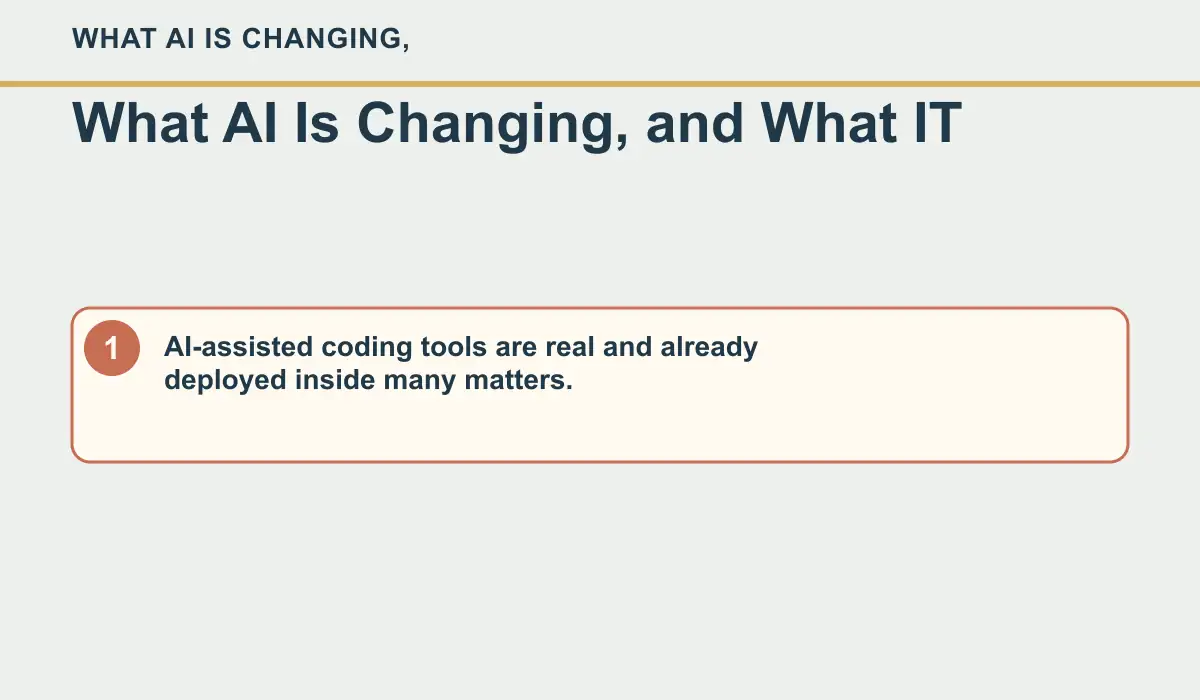 WHAT AI IS CHANGING,
What AI Is Changing, and What IT
1
AI-assisted coding tools are real and already
deployed inside many matters.